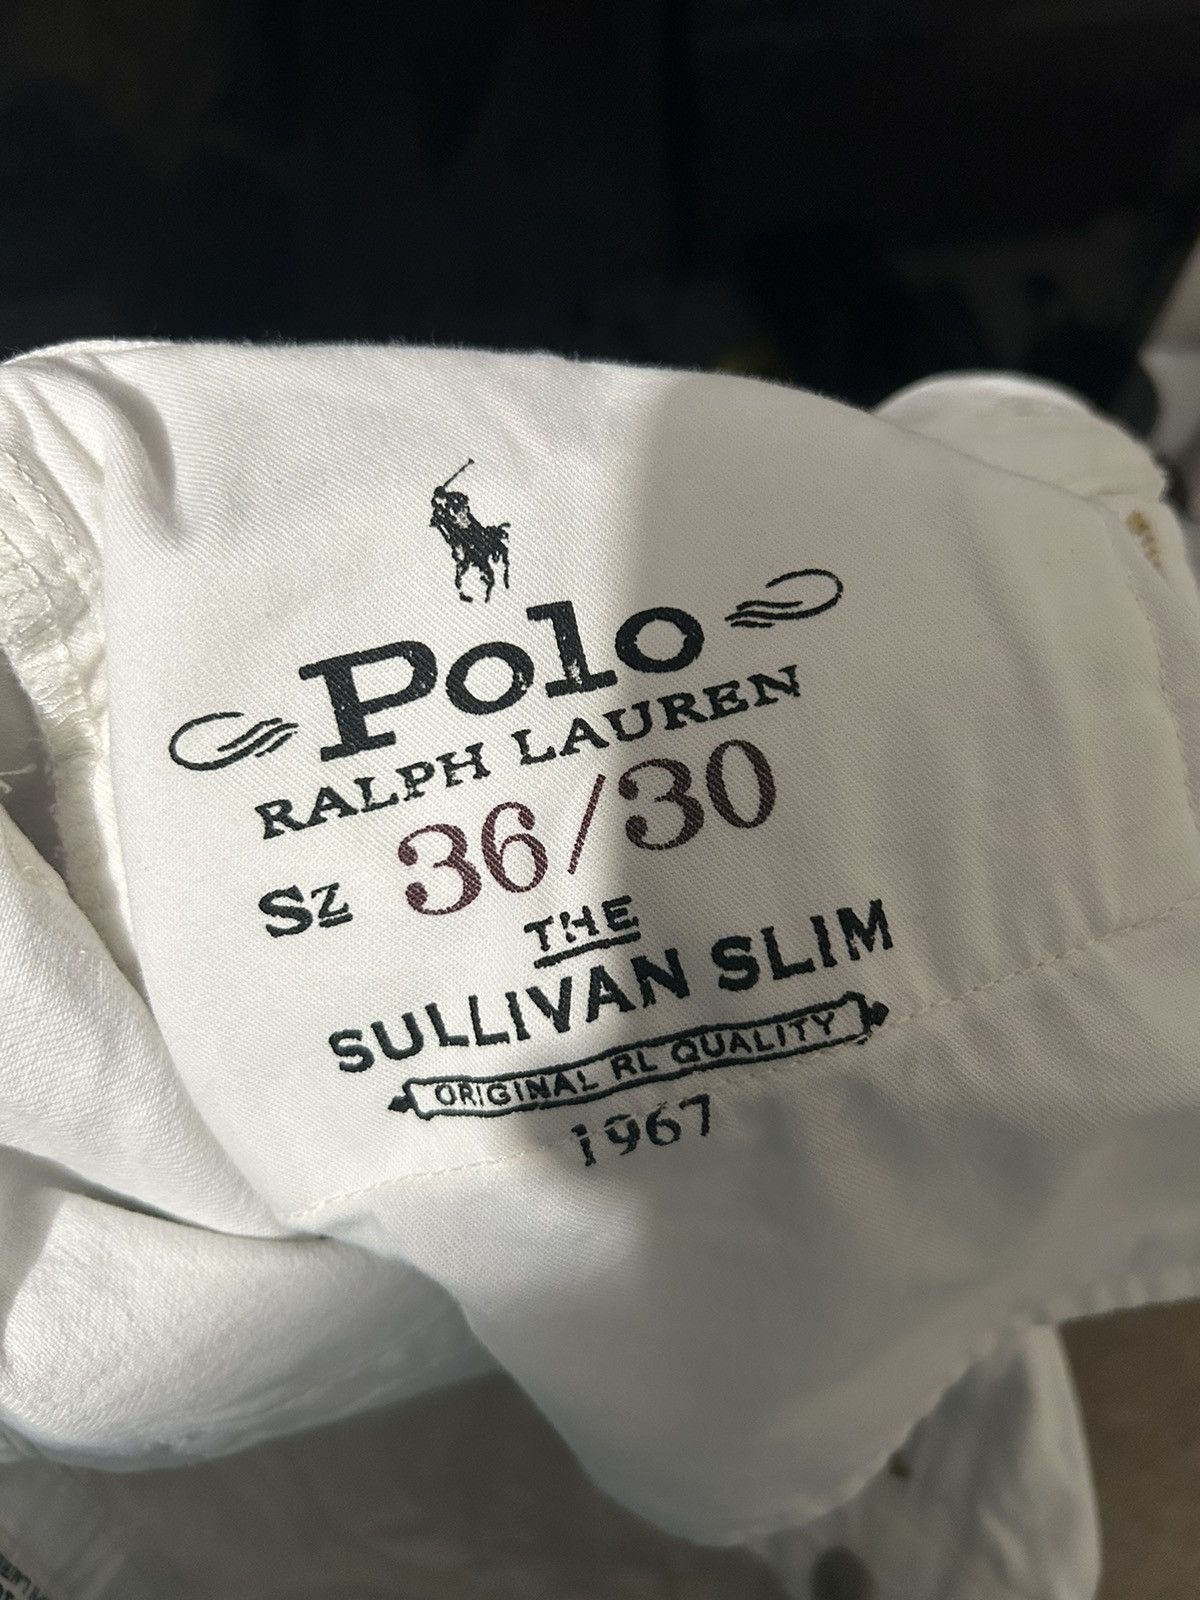 Polo
RALPH LAUREN
Sz 36/30
THE
SULLIVAN SLIM
ORIGINAL RL QUALITY
1967